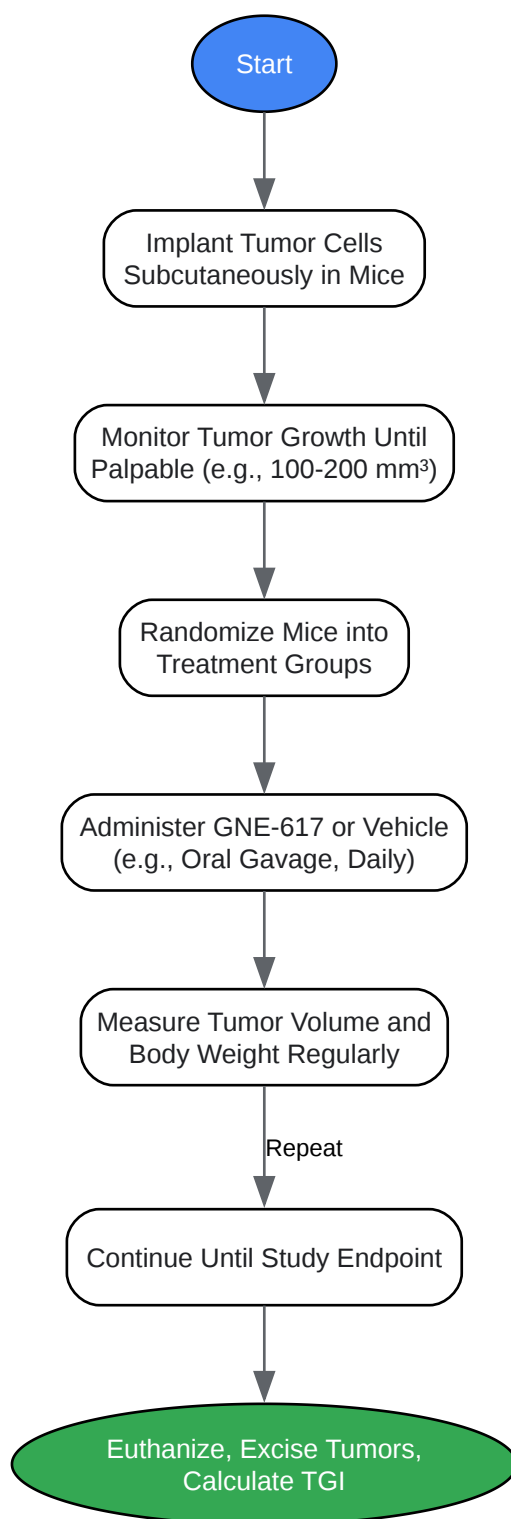 Start
Implant Tumor Cells
Subcutaneously in Mice
Monitor Tumor Growth Until
Palpable (e.g., 100-200 mm³)
Randomize Mice into
Treatment Groups
Administer GNE-617 or Vehicle
(e.g., Oral Gavage, Daily)
Measure Tumor Volume and
Body Weight Regularly
Repeat
Continue Until Study Endpoint
Euthanize, Excise Tumors,
Calculate TGI